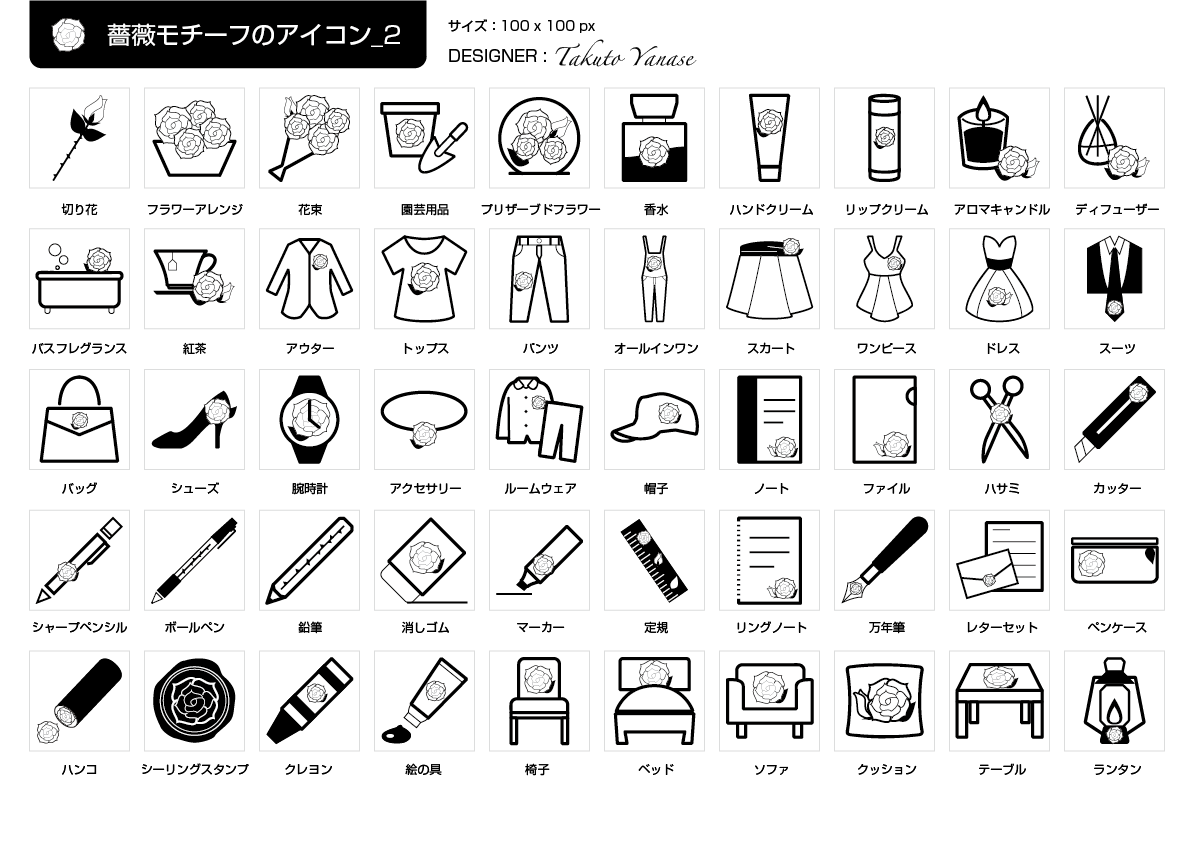 薔薇モチーフのアイコン_2
サイズ：100 x 100 px
DESIGNER： Takuto Yanase
切り花 フラワーアレンジ 花束 園芸用品 プリザーブドフラワー 香水 ハンドクリーム リップクリーム アロマキャンドル ディフューザー
バスフレグランス 紅茶 アウター トップス パンツ オールインワン スカート ワンピース ドレス スーツ
バッグ シューズ 腕時計 アクセサリー ルームウェア 帽子 ノート ファイル ハサミ カッター
シャープペンシル ボールペン 鉛筆 消しゴム マーカー 定規 リングノート 万年筆 レターセット ペンケース
ハンコ シーリングスタンプ クレヨン 絵の具 椅子 ベッド ソファ クッション テーブル ランタン